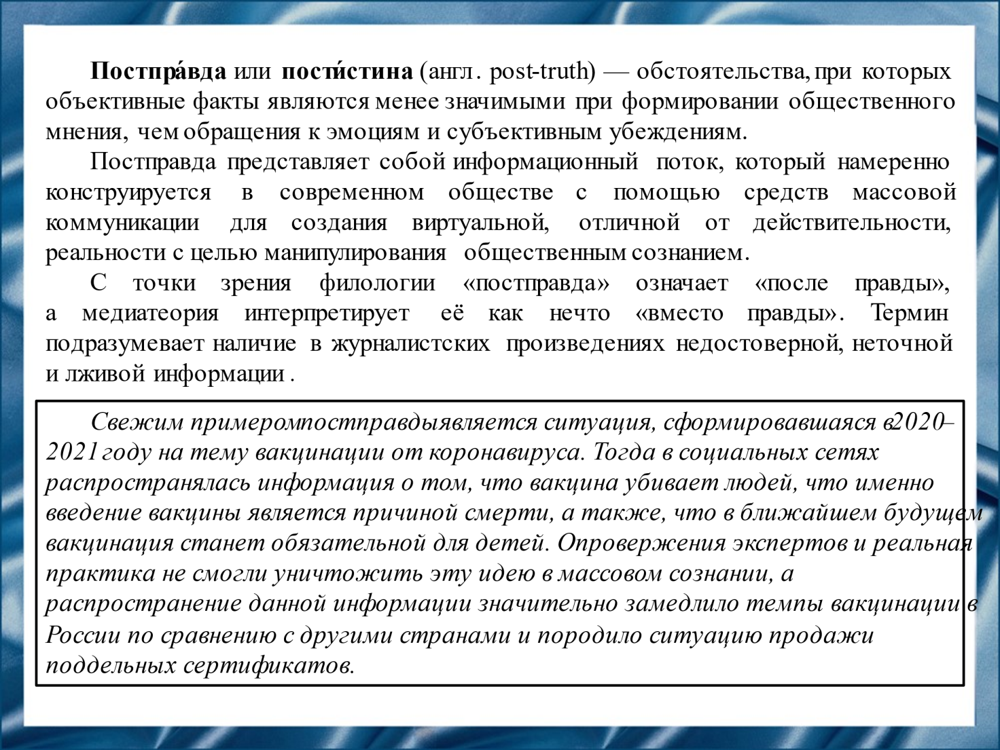 Постпра́вда или пости́стина (англ. post-truth) — обстоятельства, при которых
объективные факты являются менее значимыми при формировании общественного
мнения, чем обращения к эмоциям и субъективным убеждениям.
Постправда представляет собой информационный поток, который намеренно
конструируется в современном обществе с помощью средств массовой
коммуникации для создания виртуальной, отличной от действительности,
реальности с целью манипулирования общественным сознанием.
С точки зрения филологии «постправда» означает «после правды»,
а медиатеория интерпретирует её как нечто «вместо правды». Термин
подразумевает наличие в журналистских произведениях недостоверной, неточной
и лживой информации .
Свежим примером постправды является ситуация, сформировавшаяся в 2020–
2021 году на тему вакцинации от коронавируса. Тогда в социальных сетях
распространялась информация о том, что вакцина убивает людей, что именно
введение вакцины является причиной смерти, а также, что в ближайшем будущем
вакцинация станет обязательной для детей. Опровержения экспертов и реальная
практика не смогли уничтожить эту идею в массовом сознании, а
распространение данной информации значительно замедлило темпы вакцинации в
России по сравнению с другими странами и породило ситуацию продажи
поддельных сертификатов.